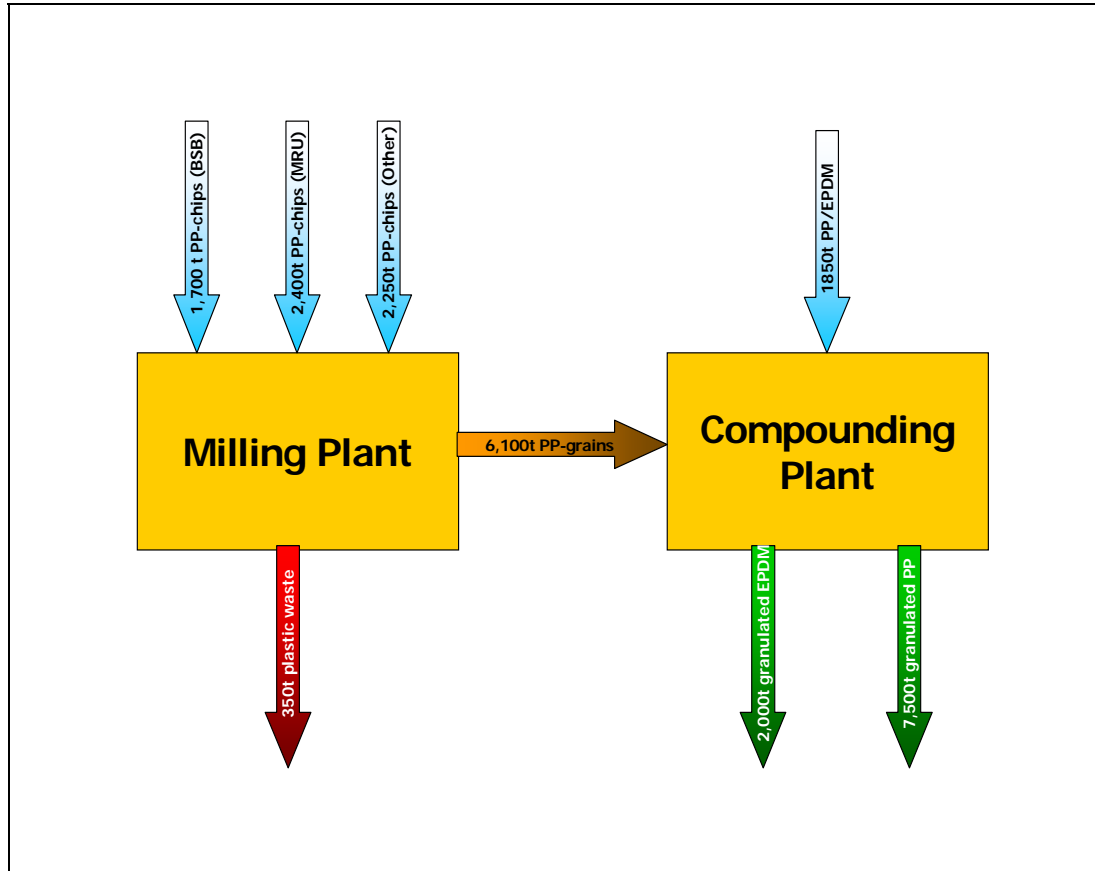 1,700 t PP-chips (BSB)
2,400t PP-chips (MRU)
2,250t PP-chips (Other)
1850t PP/EPDM
Milling Plant
6,100t PP-grains
Compounding
Plant
350t plastic waste
2,000t granulated EPDM
7,500t granulated PP